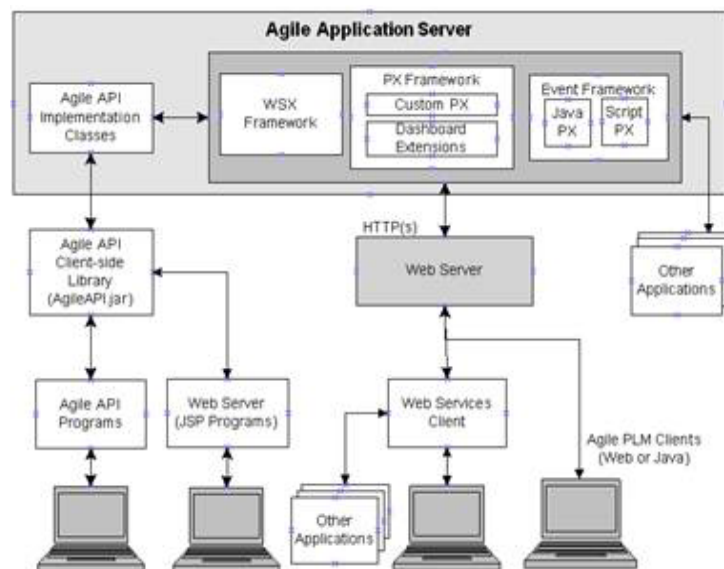 Agile Application Server
Agile API
Implementation
Classes
WSX
Framework
PX Framework
Custom PX
Dashboard
Extensions
Event Framework
Java
PX
Script
PX
HTTP(s)
Agile API
Client-side
Library
(AgileAPI.jar)
Web Server
Other
Applications
Agile API
Programs
Web Server
(JSP Programs)
Web Services
Client
Agile PLM Clients
(Web or Java)
Other
Applications